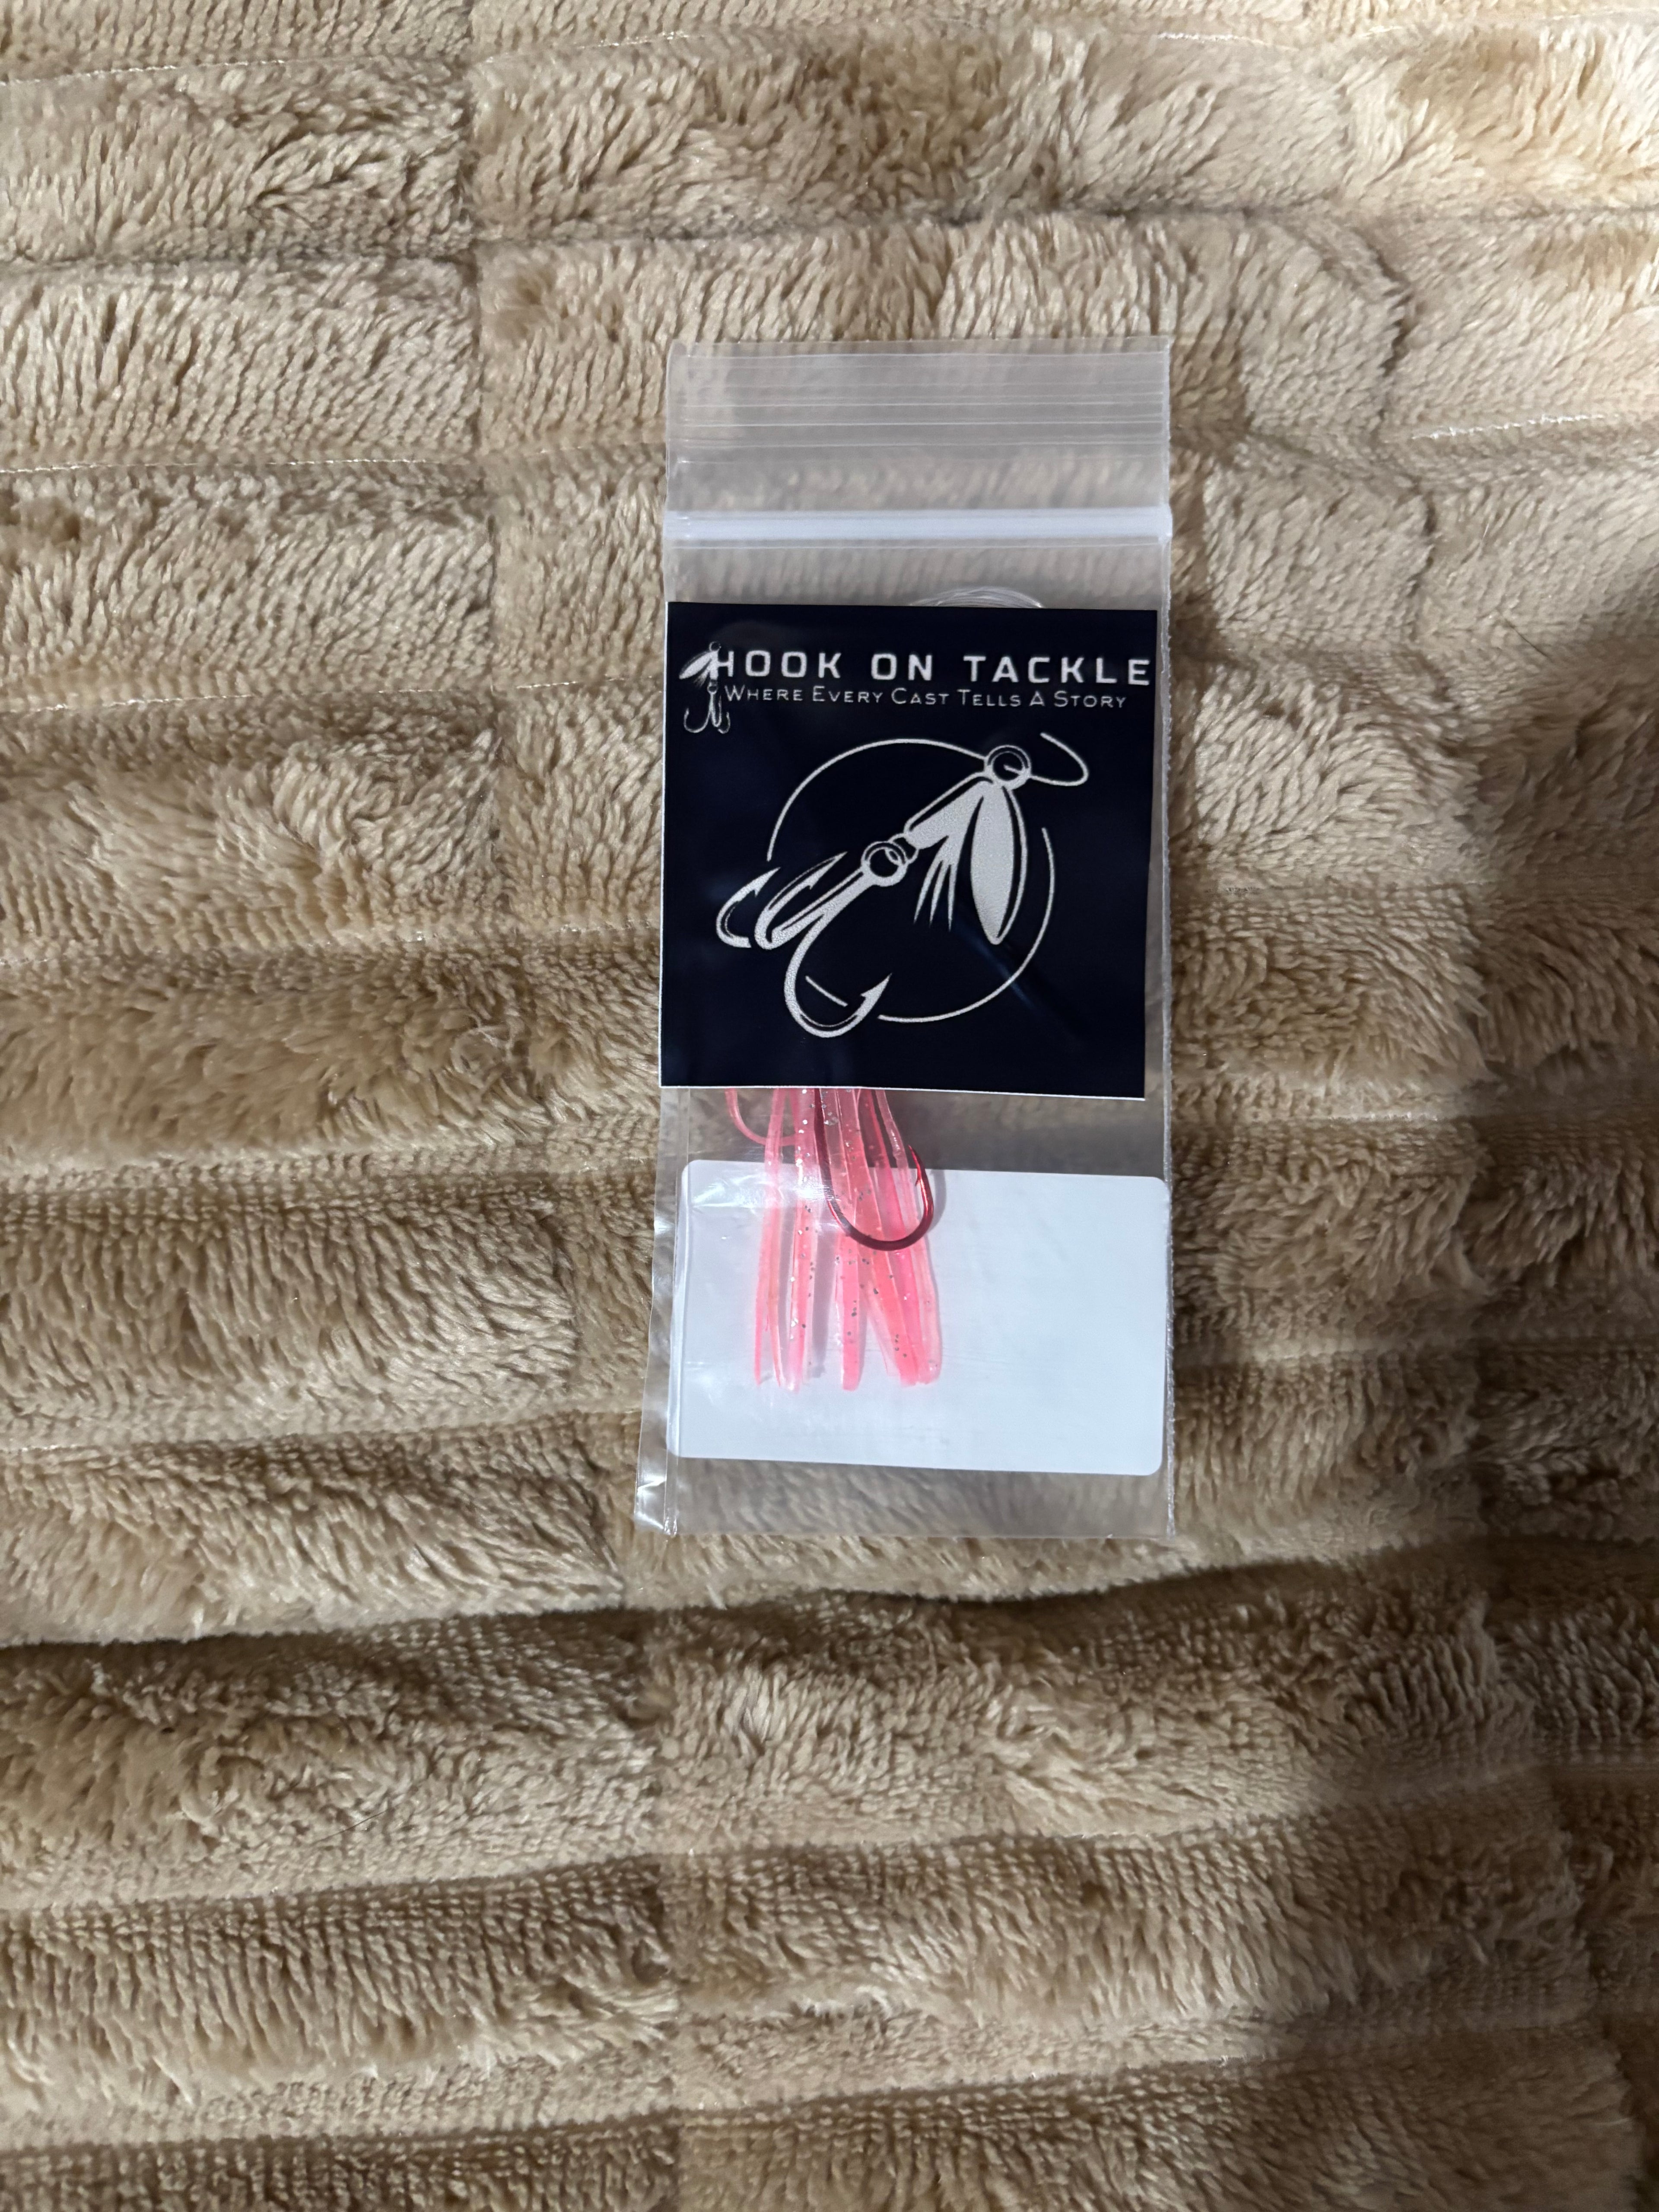 HOOK ON TACKLE
Where Every Cast Tells A Story